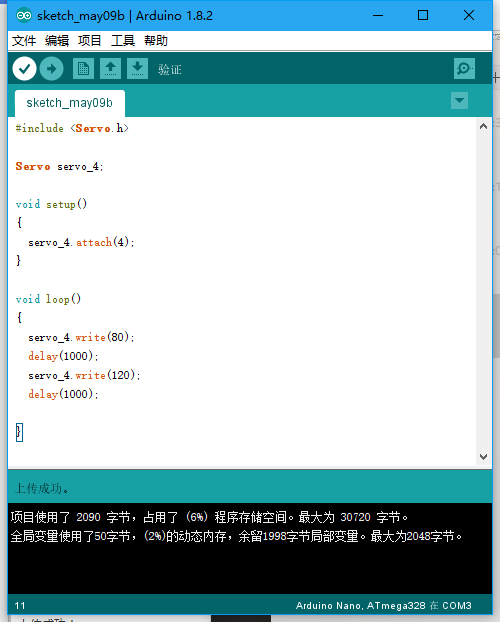 sketch_may09b | Arduino 1.8.2
文件 编辑 项目 工具 帮助
验证
sketch_may09b
#include <Servo.h>
Servo servo_4;
void setup()
{
servo_4.attach(4);
}
void loop()
{
servo_4.write(80);
delay(1000);
servo_4.write(120);
delay(1000);
}
上传成功。
项目使用了 2090 字节，占用了 (6%) 程序存储空间。最大为 30720 字节。
全局变量使用了50字节，(2%)的动态内存，余留1998字节局部变量。最大为2048字节。
11 Arduino Nano, ATmega328 在 COM3